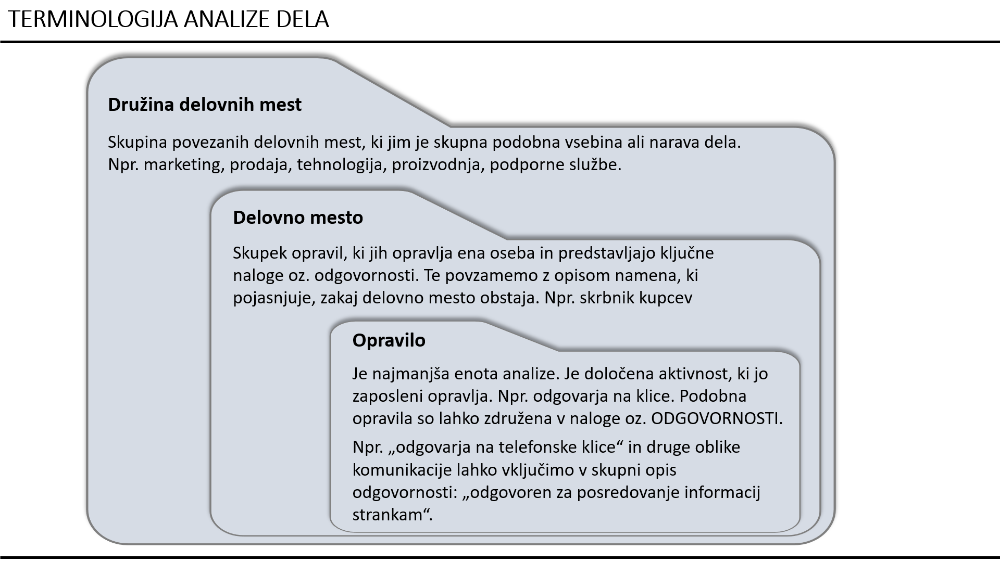 TERMINOLOGIJA ANALIZE DELA
Družina delovnih mest
Skupina povezanih delovnih mest, ki jim je skupna podobna vsebina ali narava dela.
Npr. marketing, prodaja, tehnologija, proizvodnja, podporne službe.
Delovno mesto
Skupek opravil, ki jih opravlja ena oseba in predstavljajo ključne
naloge oz. odgovornosti. Te povzamemo z opisom namena, ki
pojasnjuje, zakaj delovno mesto obstaja. Npr. skrbnik kupcev
Opravilo
Je najmanjša enota analize. Je določena aktivnost, ki jo
zaposleni opravlja. Npr. odgovarja na klice. Podobna
opravila so lahko združena v naloge oz. ODGOVORNOSTI.
Npr. „odgovarja na telefonske klice“ in druge oblike
komunikacije lahko vključimo v skupni opis
odgovornosti: „odgovoren za posredovanje informacij
strankam“.